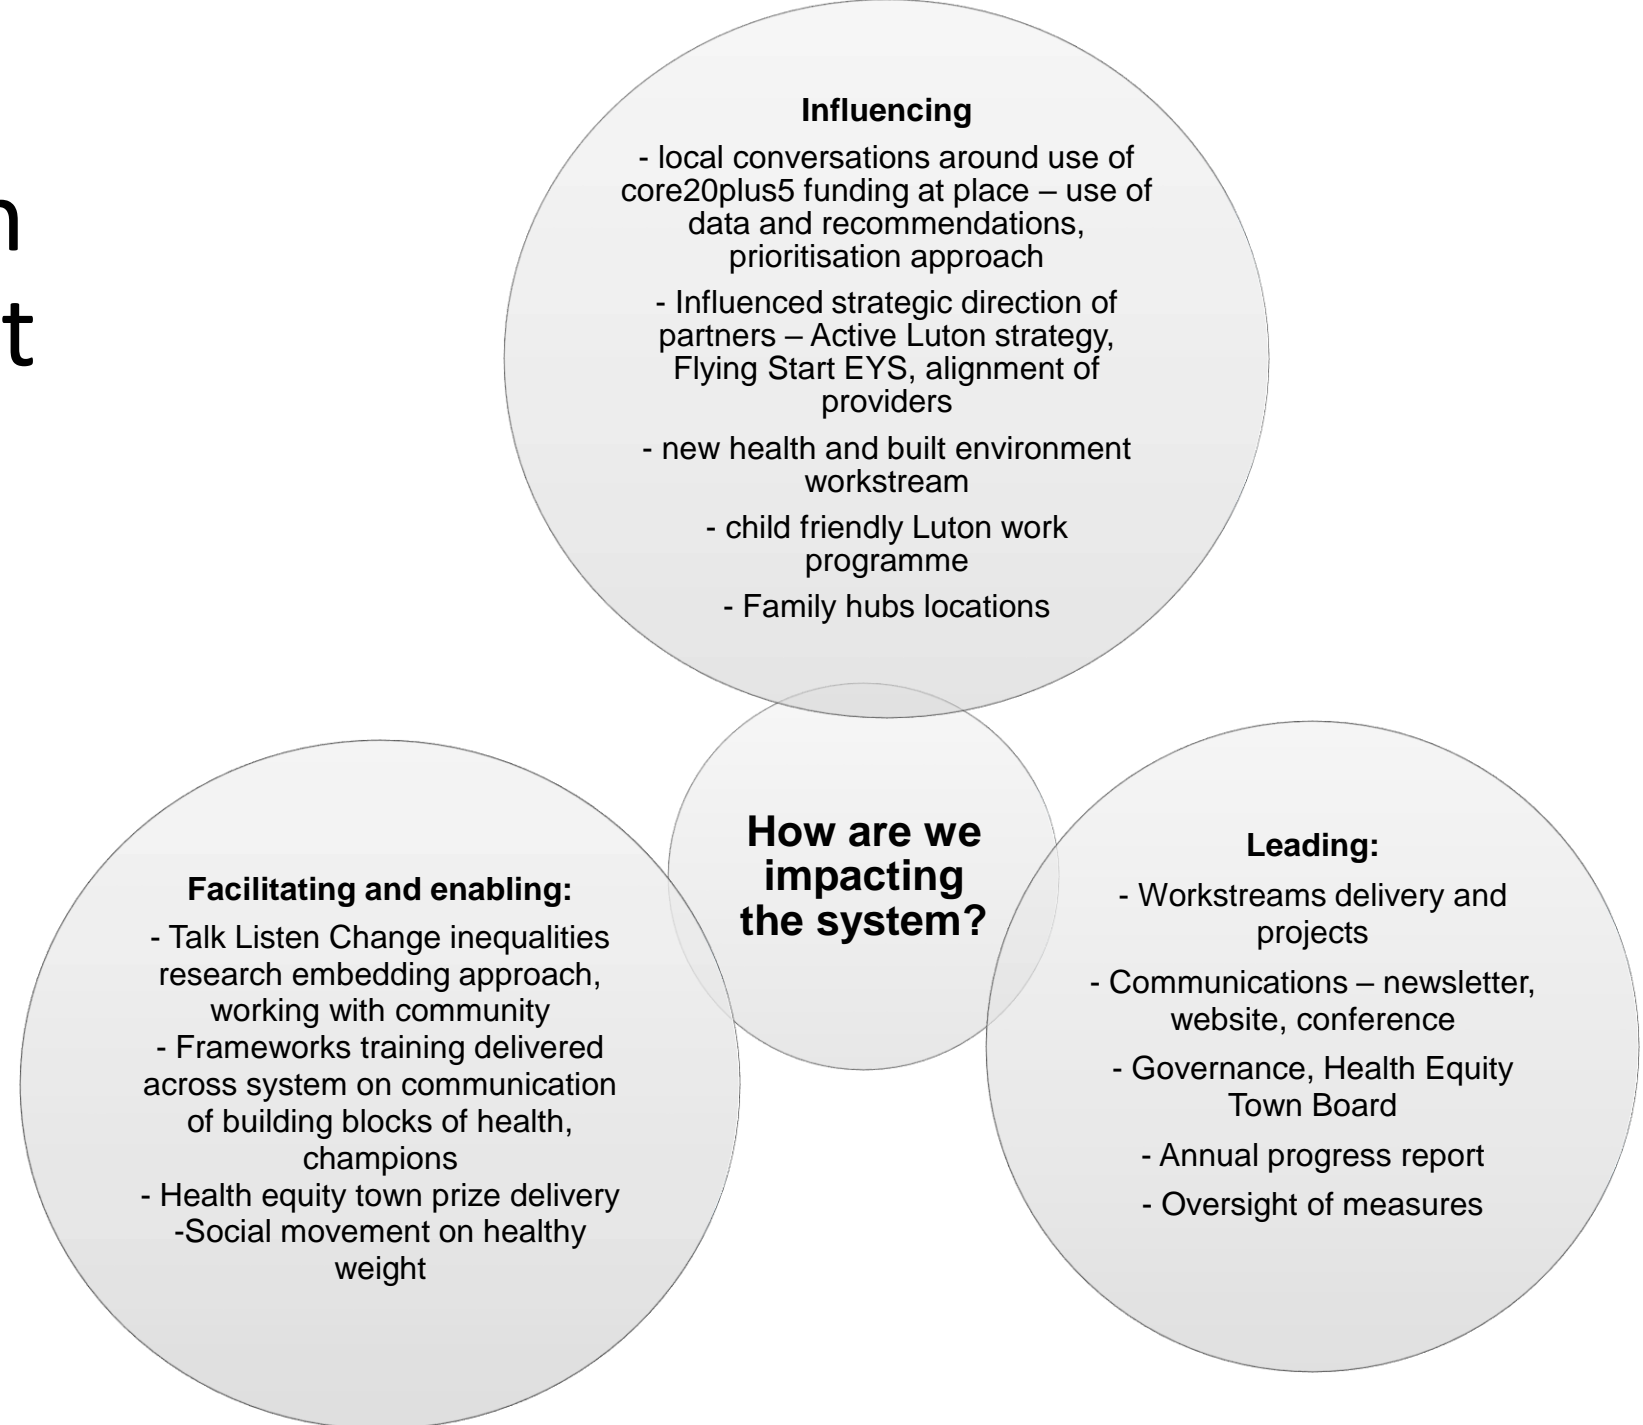 n
t
Influencing
- local conversations around use of
core20plus5 funding at place – use of
data and recommendations,
prioritisation approach
- Influenced strategic direction of
partners – Active Luton strategy,
Flying Start EYS, alignment of
providers
- new health and built environment
workstream
- child friendly Luton work
programme
- Family hubs locations
How are we
impacting
the system?
Facilitating and enabling:
- Talk Listen Change inequalities
research embedding approach,
working with community
- Frameworks training delivered
across system on communication
of building blocks of health,
champions
- Health equity town prize delivery
-Social movement on healthy
weight
Leading:
- Workstreams delivery and
projects
- Communications – newsletter,
website, conference
- Governance, Health Equity
Town Board
- Annual progress report
- Oversight of measures